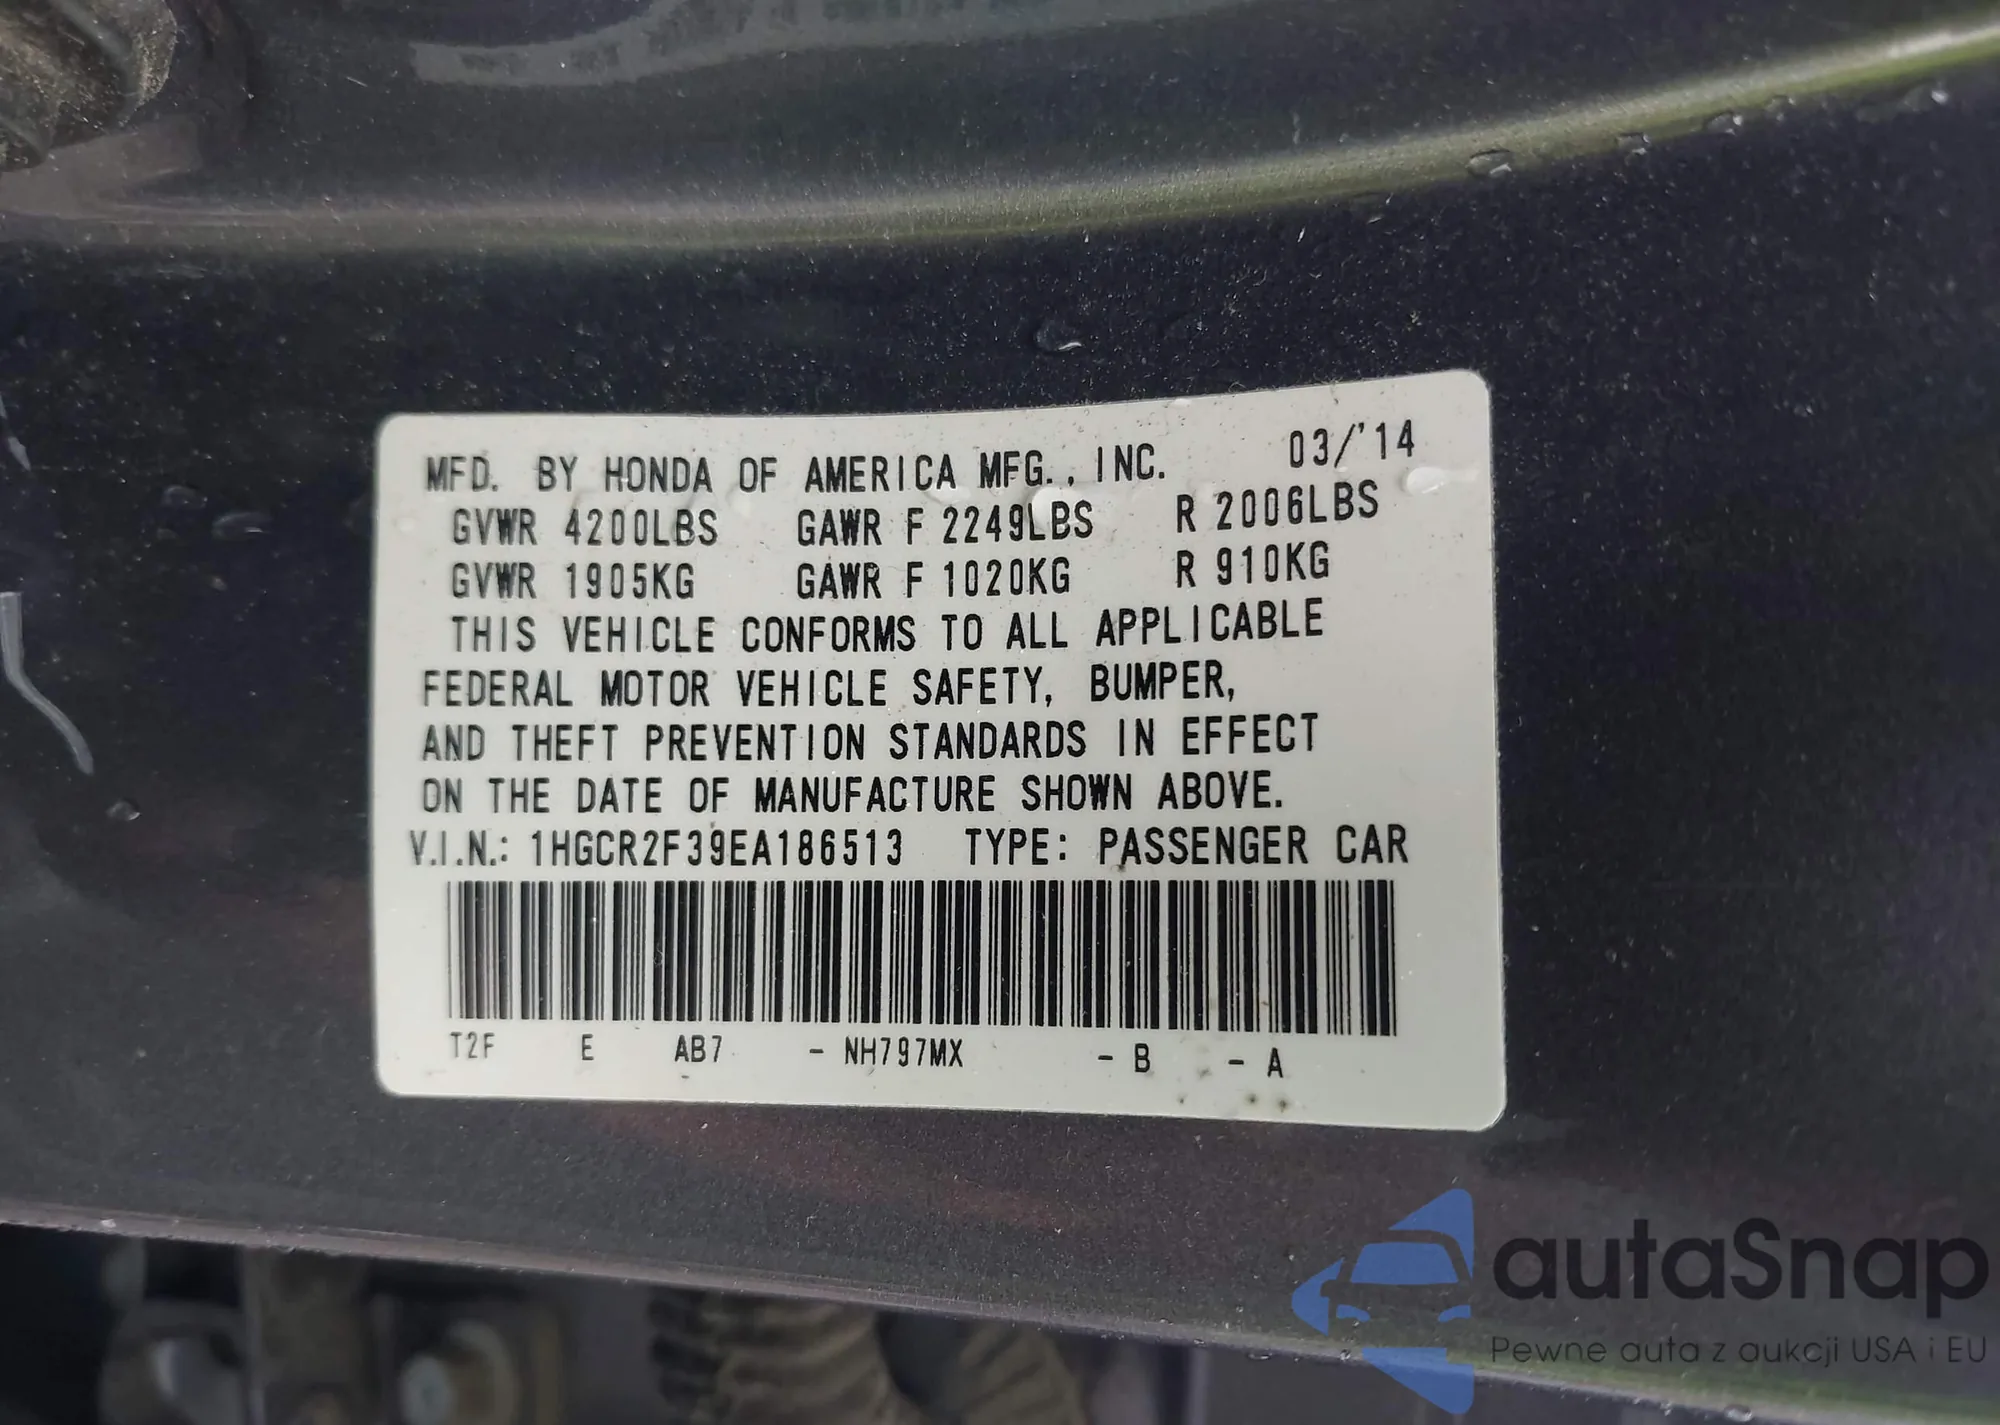 MFD. BY HONDA OF AMERICA MFG., INC. 03/'14
GVWR 4200LBS GAWR F 2249LBS R 2006LBS
GVWR 1905KG GAWR F 1020KG R 910KG
THIS VEHICLE CONFORMS TO ALL APPLICABLE
FEDERAL MOTOR VEHICLE SAFETY, BUMPER,
AND THEFT PREVENTION STANDARDS IN EFFECT
ON THE DATE OF MANUFACTURE SHOWN ABOVE.
V.I.N.: 1HGCR2F39EA186513 TYPE: PASSENGER CAR
T2F E AB7 - NH797MX - B - A
autaSnap
Pewne auta z aukcji USA i EU